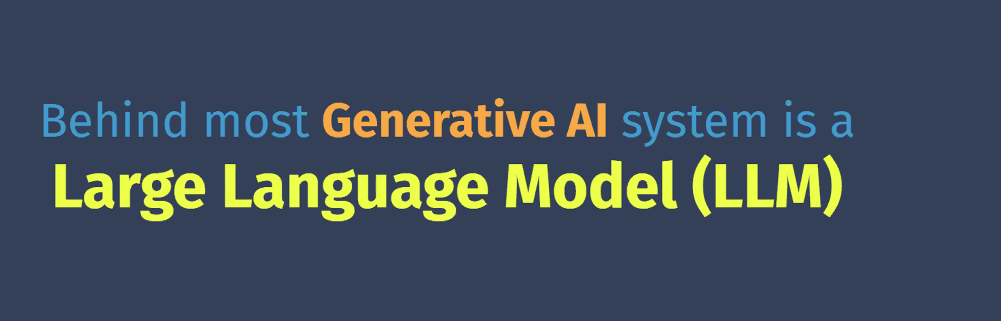 Behind most Generative AI system is a
Large Language Model (LLM)